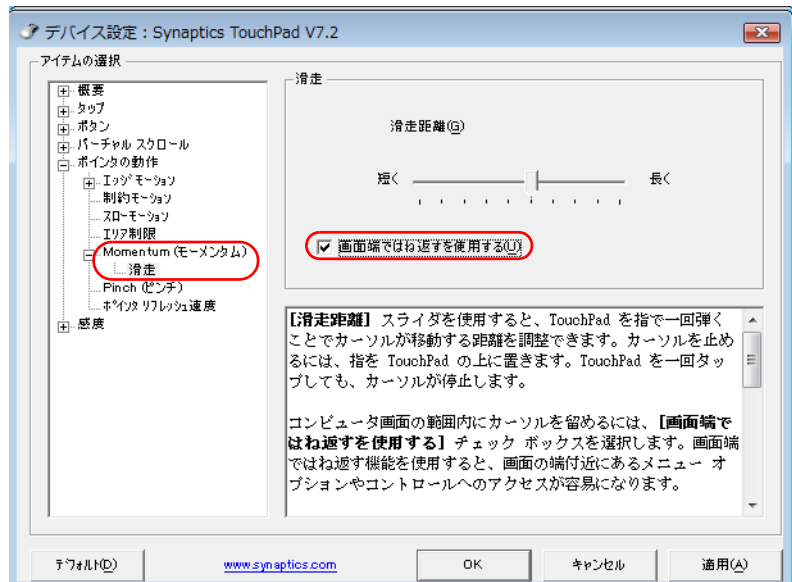 デバイス設定 : Synaptics TouchPad V7.2
アイテムの選択
概要
タップ
ボタン
バーチャル スクロール
ポインタの動作
エッジ モーション
制約モーション
スローモーション
エリア制限
Momentum (モーメンタム)
滑走
Pinch (ピンチ)
ポインタ リフレッシュ速度
感度
滑走
滑走距離(G)
短く
長く
画面端ではね返すを使用する(U)
[滑走距離] スライダを使用すると、TouchPad を指で一回弾く
ことでカーソルが移動する距離を調整できます。カーソルを止め
るには、指を TouchPad の上に置きます。TouchPad を一回タッ
プしても、カーソルが停止します。
コンピュータ画面の範囲内にカーソルを留めるには、[画面端で
はね返すを使用する] チェック ボックスを選択します。画面端
ではね返す機能を使用すると、画面の端付近にあるメニュー オ
プションやコントロールへのアクセスが容易になります。
デフォルト(D)
www.synaptics.com
OK
キャンセル
適用(A)